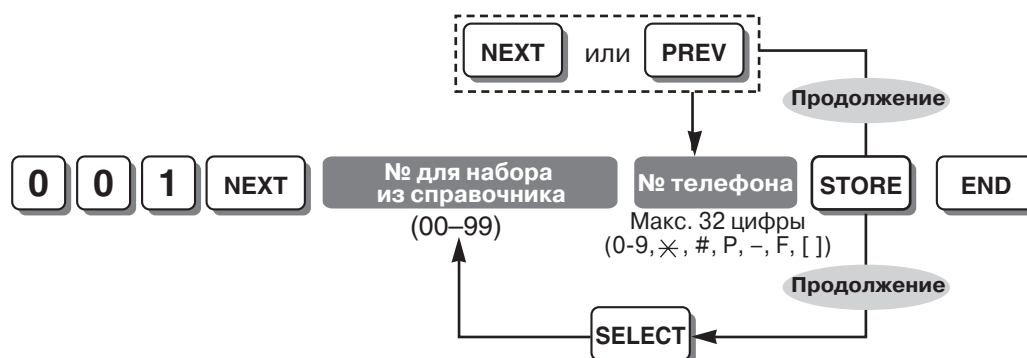 NEXT или PREV
Продолжение
0 0 1 NEXT № для набора из справочника № телефона STORE END
(00–99)
Макс. 32 цифры
(0-9, ✳, #, P, –, F, [ ])
Продолжение
SELECT